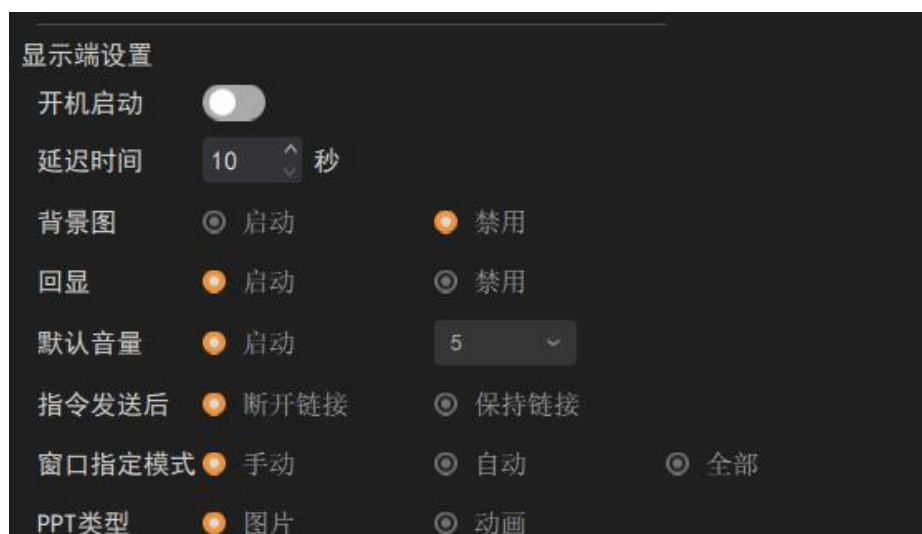 显示端设置
开机启动
延迟时间 10 秒
背景图 启动 禁用
回显 启动 禁用
默认音量 启动 5
指令发送后 断开链接 保持链接
窗口指定模式 手动 自动 全部
PPT类型 图片 动画